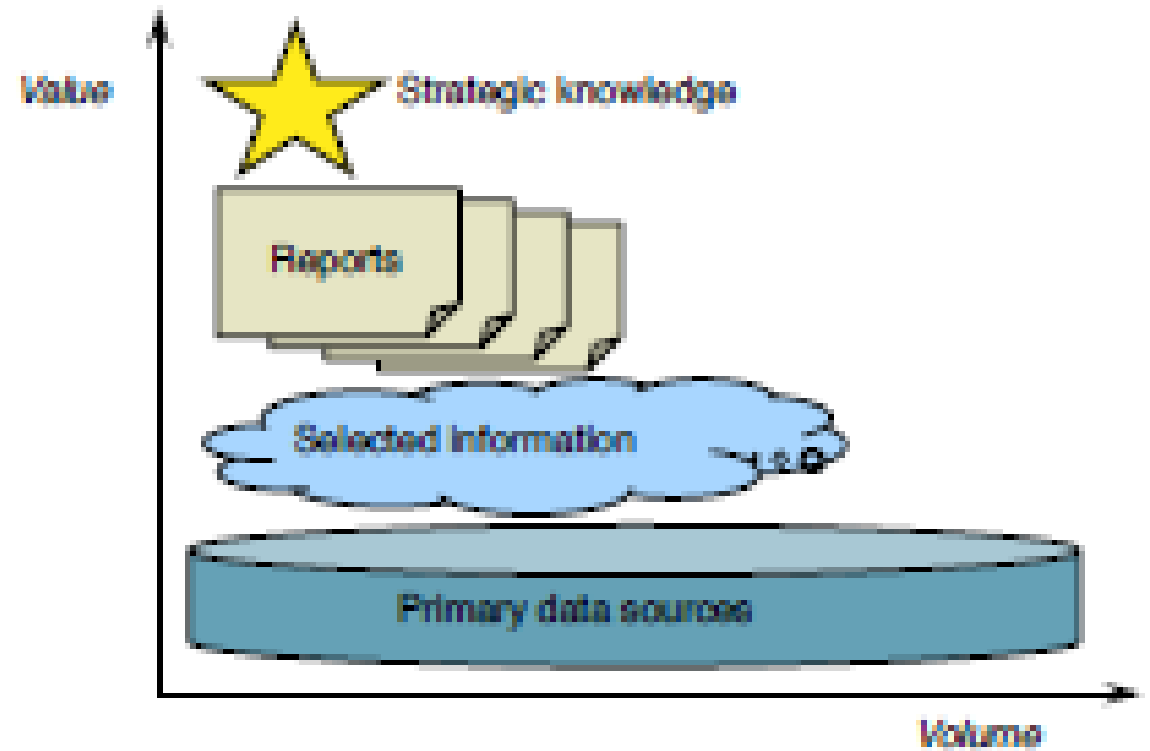 Value
Strategic knowledge
Reports
Selected information
Primary data sources
Volume